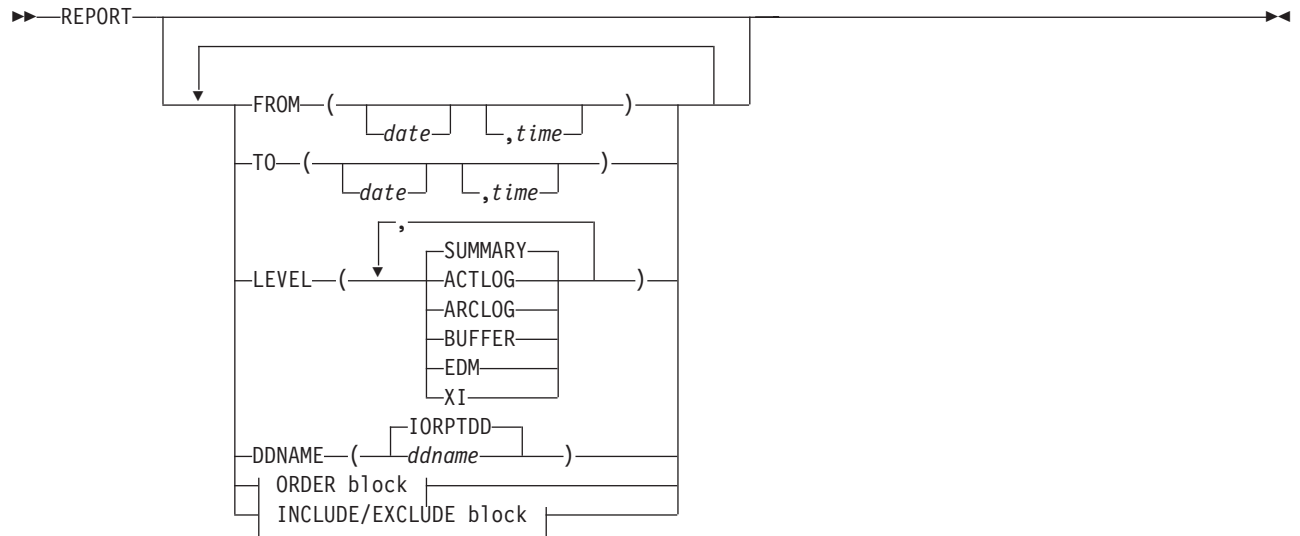 REPORT
FROM ( date ,time )
TO ( date ,time )
,
SUMMARY
LEVEL ( ACTLOG )
ARCLOG
BUFFER
EDM
XI
IORPTDD
DDNAME ( ddname )
ORDER block
INCLUDE/EXCLUDE block